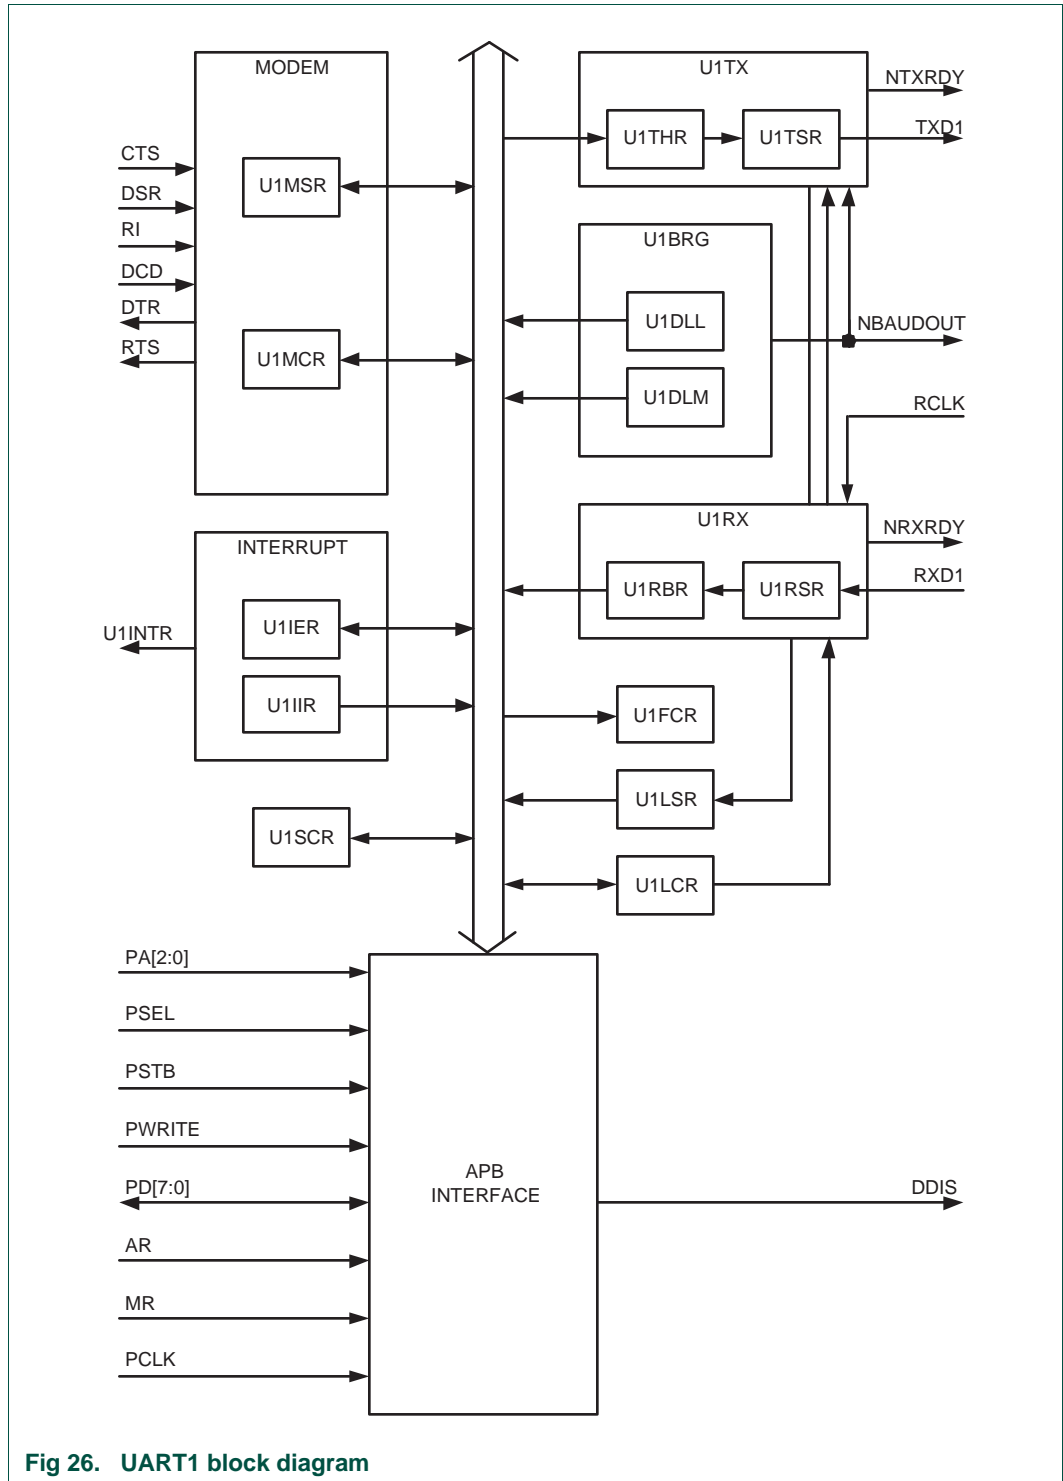 MODEM
U1TX
NTXRDY
U1THR
U1TSR
TXD1
CTS
U1MSR
DSR
RI
U1BRG
DCD
DTR
U1DLL
NBAUDOUT
RTS
U1MCR
U1DLM
RCLK
U1RX
NRXRDY
INTERRUPT
U1RBR
U1RSR
RXD1
U1INTR
U1IER
U1IIR
U1FCR
U1LSR
U1SCR
U1LCR
PA[2:0]
PSEL
PSTB
PWRITE
APB
INTERFACE
PD[7:0]
DDIS
AR
MR
PCLK
Fig 26. UART1 block diagram